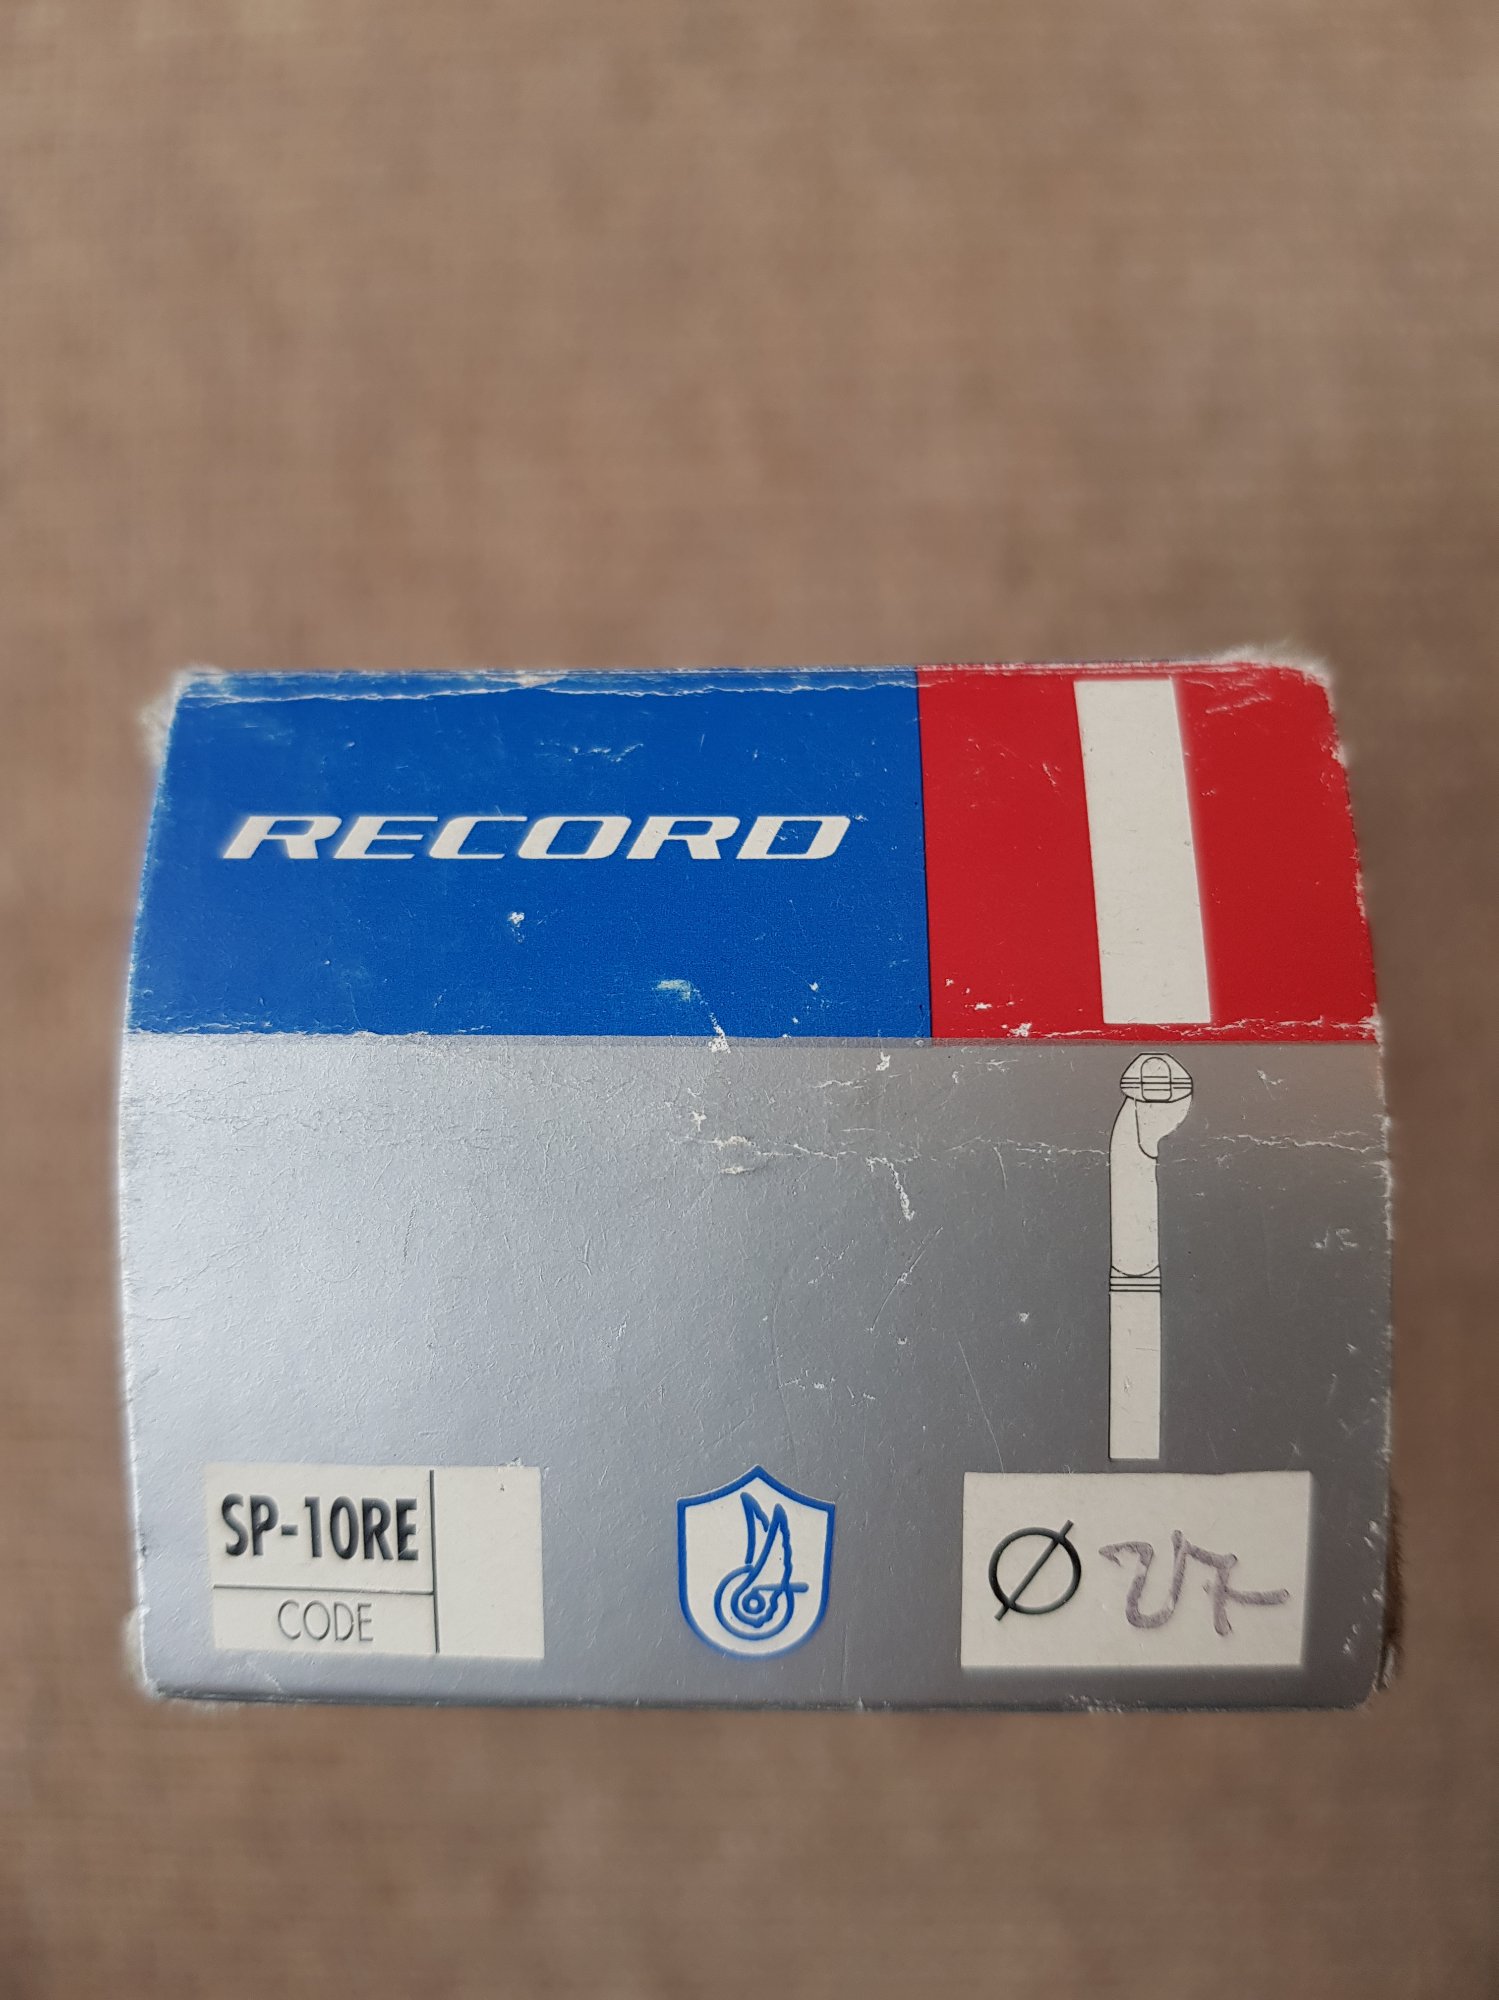 RECORD
SP-10RE
CODE
Ø 27